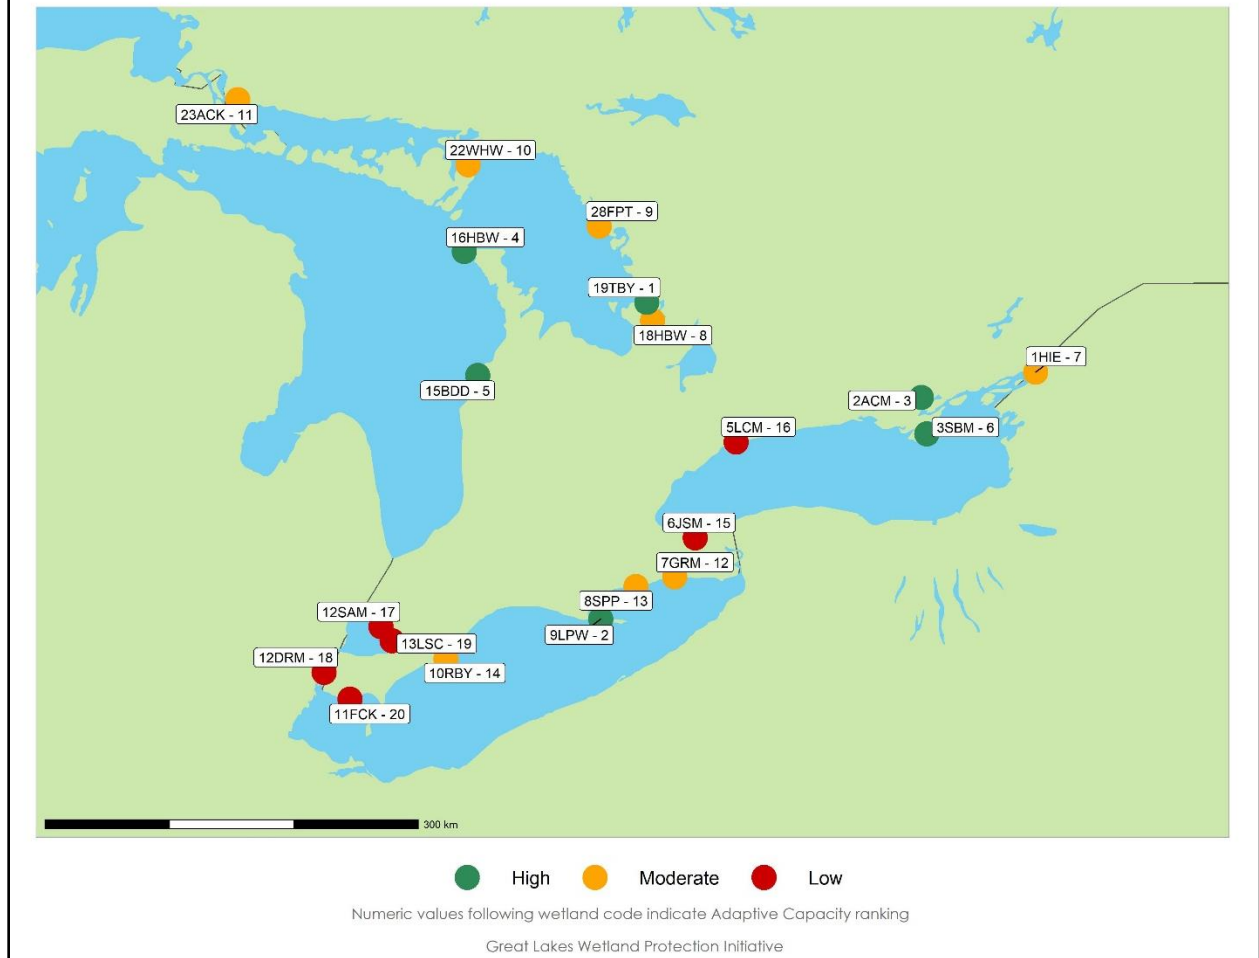 23ACK - 11
22WHW - 10
28FPT - 9
16HBW - 4
19TBY - 1
18HBW - 8
1HIE - 7
15BDD - 5
2ACM - 3
5LCM - 16
3SBM - 6
6JSM - 15
7GRM - 12
8SPP - 13
12SAM - 17
9LPW - 2
13LSC - 19
12DRM - 18
10RBY - 14
11FCK - 20
300 km
High
Moderate
Low
Numeric values following wetland code indicate Adaptive Capacity ranking
Great Lakes Wetland Protection Initiative